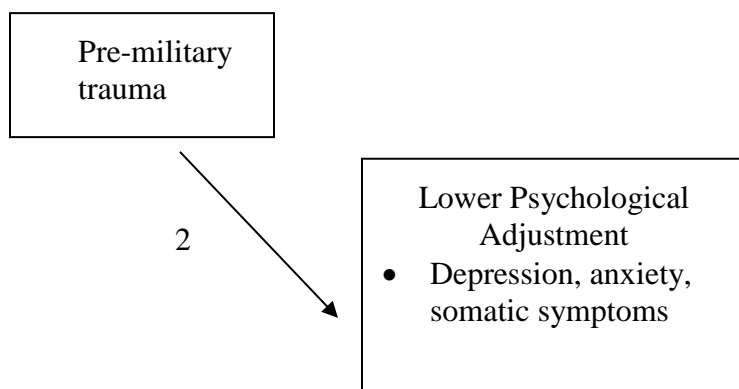 Pre-military
trauma
2
Lower Psychological
Adjustment
• Depression, anxiety,
somatic symptoms